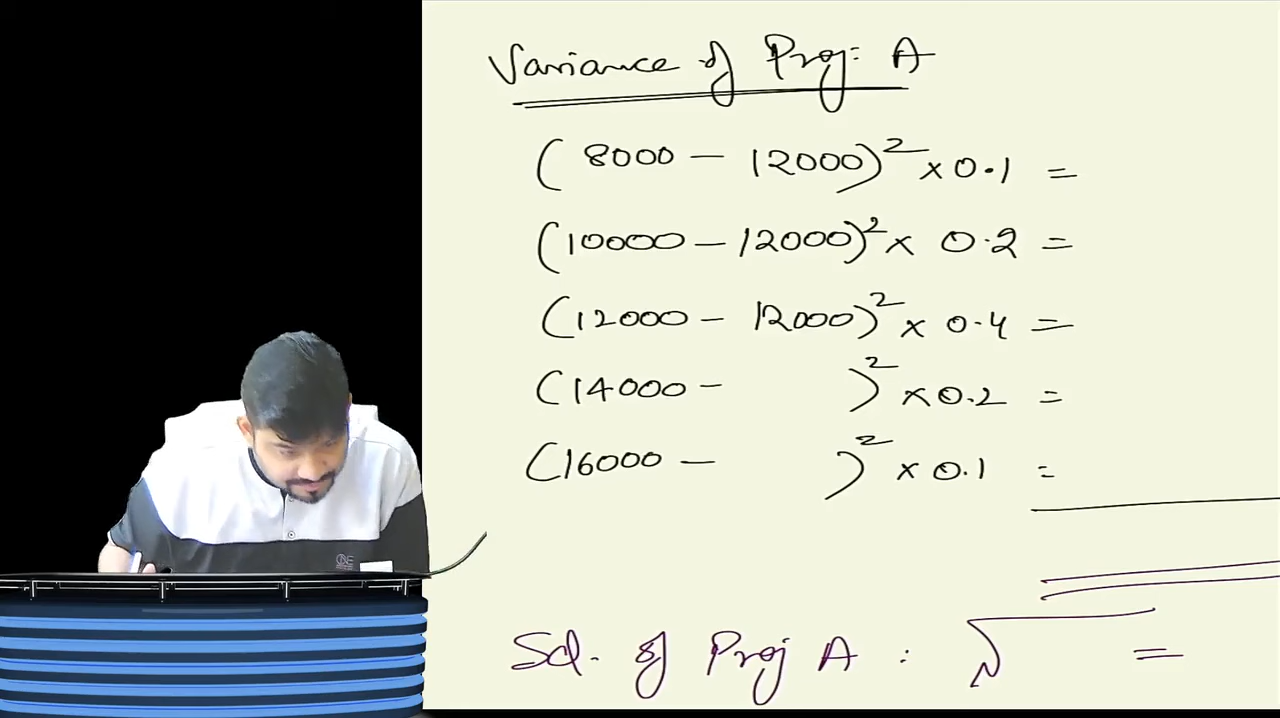 Variance of Proj: A
(8000 - 12000)² × 0.1 =
(10000 - 12000)² × 0.2 =
(12000 - 12000)² × 0.4 =
(14000 -        )² × 0.2 =
(16000 -        )² × 0.1 =
Sd. of Proj A : √      =